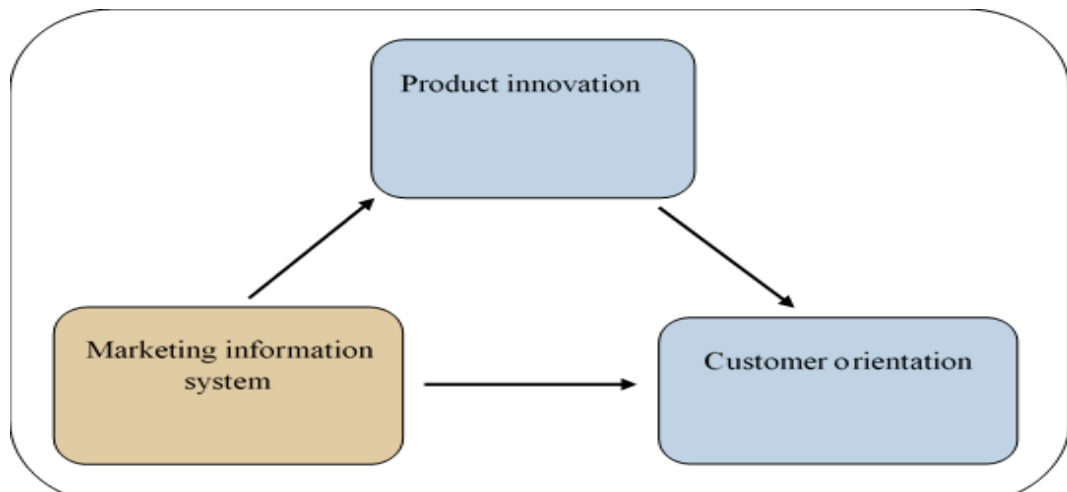 Product innovation
Marketing information
system
Customer orientation